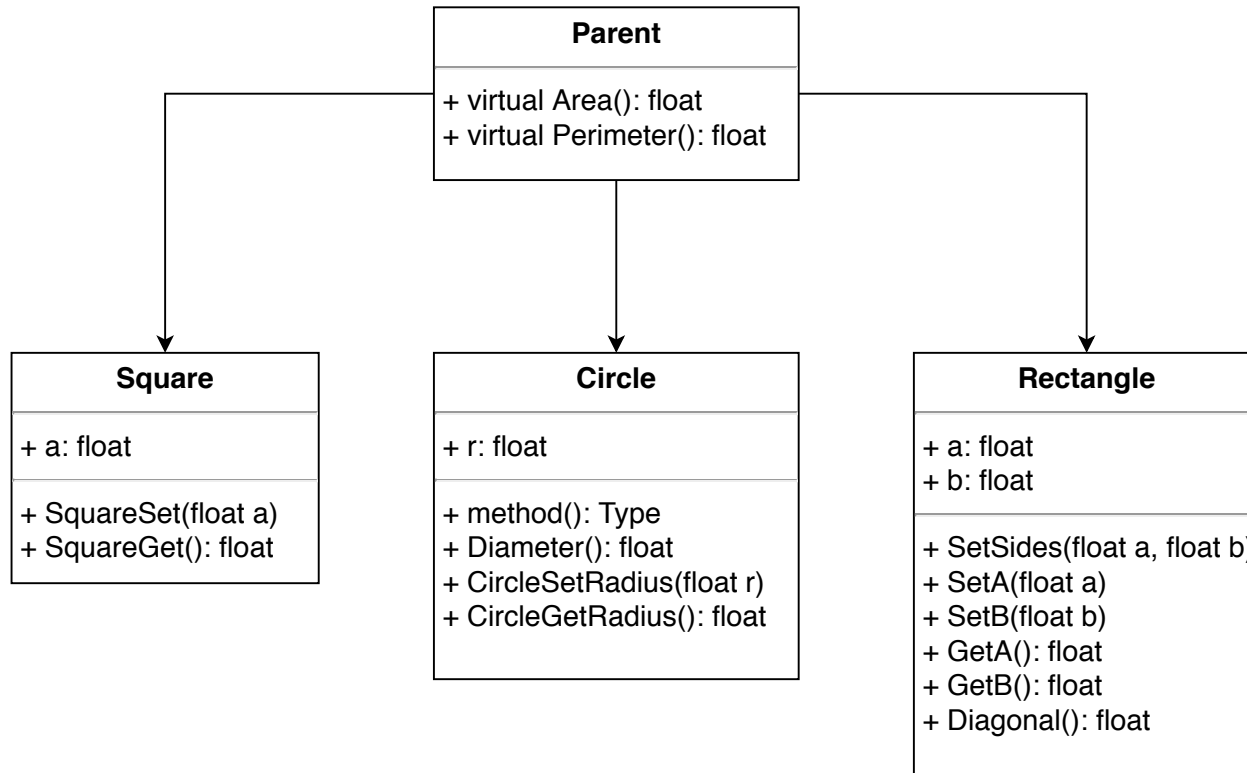 Parent
+ virtual Area(): float
+ virtual Perimeter(): float
Square
+ a: float
+ SquareSet(float a)
+ SquareGet(): float
Circle
+ r: float
+ method(): Type
+ Diameter(): float
+ CircleSetRadius(float r)
+ CircleGetRadius(): float
Rectangle
+ a: float
+ b: float
+ SetSides(float a, float b)
+ SetA(float a)
+ SetB(float b)
+ GetA(): float
+ GetB(): float
+ Diagonal(): float